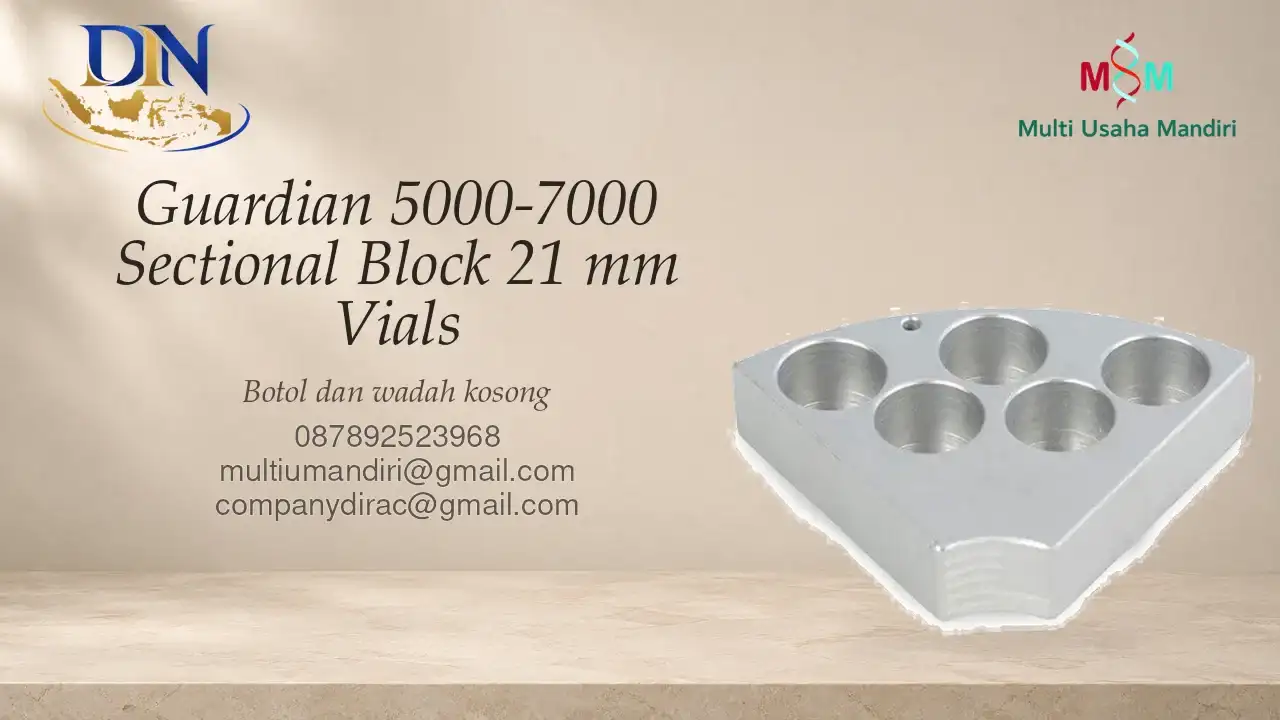 DN
MSM
Multi Usaha Mandiri
Guardian 5000-7000
Sectional Block 21 mm
Vials
Botol dan wadah kosong
087892523968
multiumandiri@gmail.com
companydirac@gmail.com